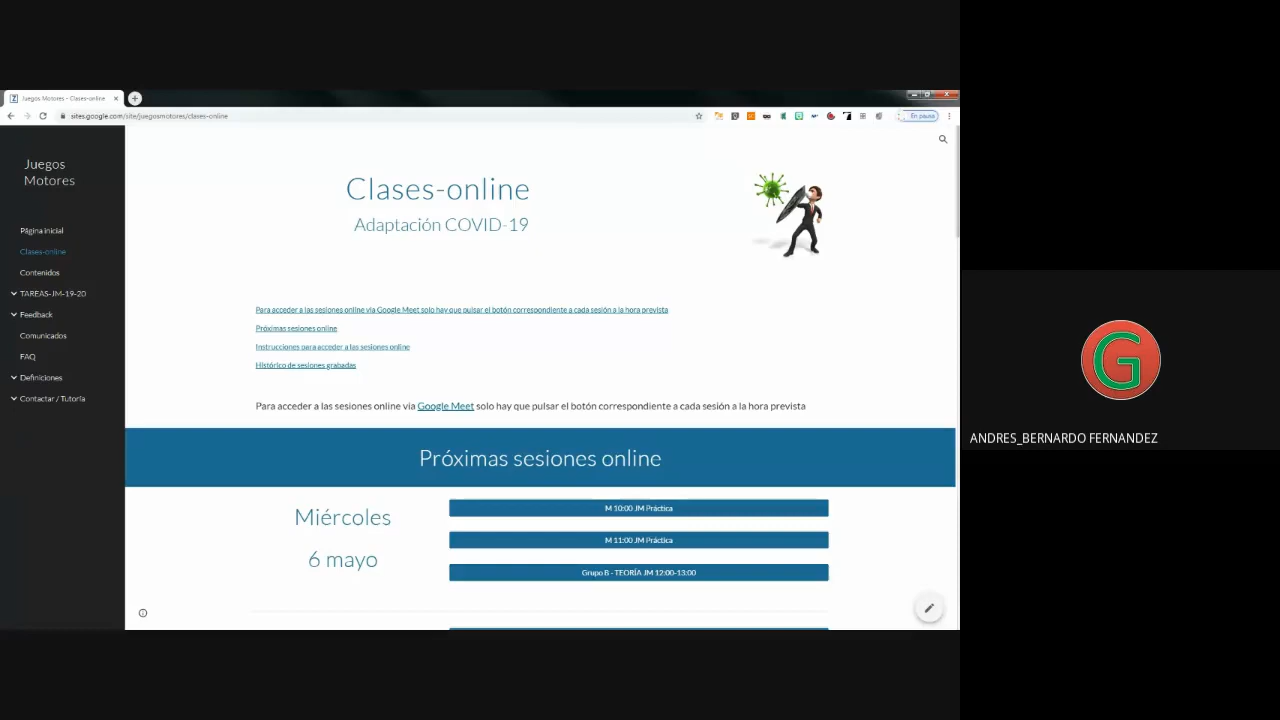 Juegos Motores - Clases-online
sites.google.com/site/juegosmotores/clases-online
En pausa
Juegos
Motores
Página inicial
Clases-online
Contenidos
TAREAS-JM-19-20
Feedback
Comunicados
FAQ
Definiciones
Contactar / Tutoría
Clases-online
Adaptación COVID-19
Para acceder a las sesiones online vía Google Meet solo hay que pulsar el botón correspondiente a cada sesión a la hora prevista
Próximas sesiones online
Instrucciones para acceder a las sesiones online
Histórico de sesiones grabadas
Para acceder a las sesiones online vía Google Meet solo hay que pulsar el botón correspondiente a cada sesión a la hora prevista
Próximas sesiones online
Miércoles
6 mayo
M 10:00 JM Práctica
M 11:00 JM Práctica
Grupo B - TEORÍA JM 12:00-13:00
G
ANDRES_BERNARDO FERNANDEZ